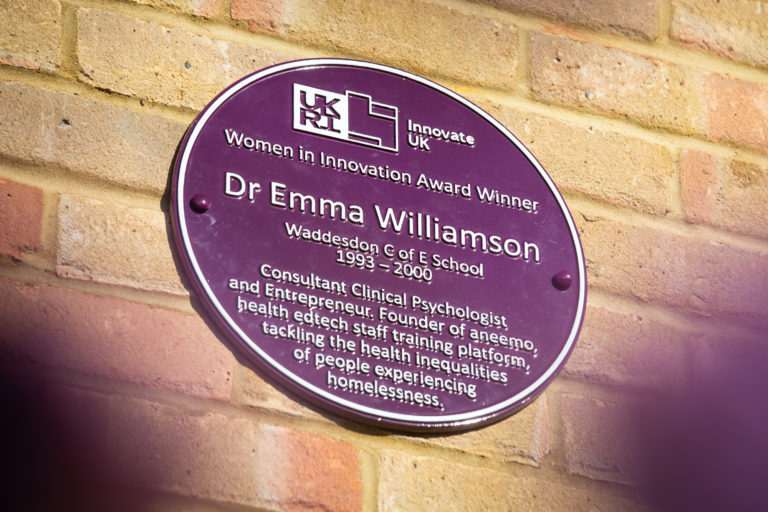 UK
RI
Innovate
UK
Women in Innovation Award Winner
Dr Emma Williamson
Waddesdon C of E School
1993 – 2000
Consultant Clinical Psychologist
and Entrepreneur. Founder of aneemo,
health edtech staff training platform,
tackling the health inequalities
of people experiencing
homelessness.